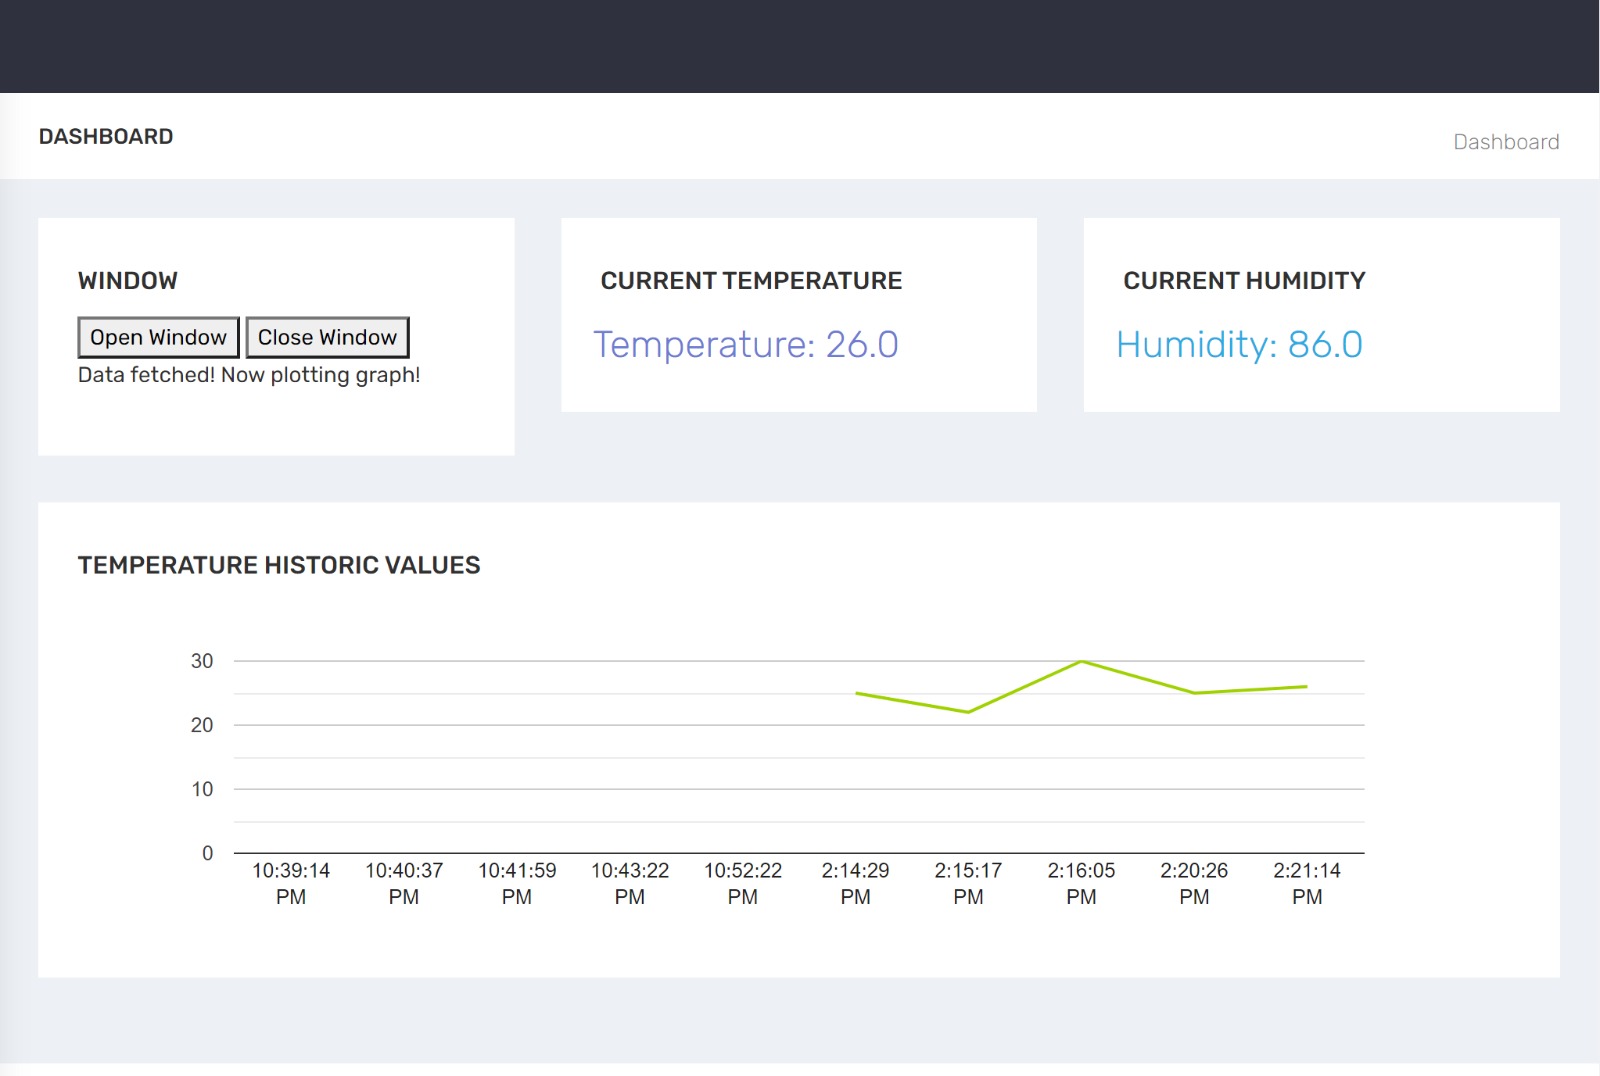 DASHBOARD
Dashboard
WINDOW
Open Window Close Window
Data fetched! Now plotting graph!
CURRENT TEMPERATURE
Temperature: 26.0
CURRENT HUMIDITY
Humidity: 86.0
TEMPERATURE HISTORIC VALUES
30
20
10
0
10:39:14 PM
10:40:37 PM
10:41:59 PM
10:43:22 PM
10:52:22 PM
2:14:29 PM
2:15:17 PM
2:16:05 PM
2:20:26 PM
2:21:14 PM